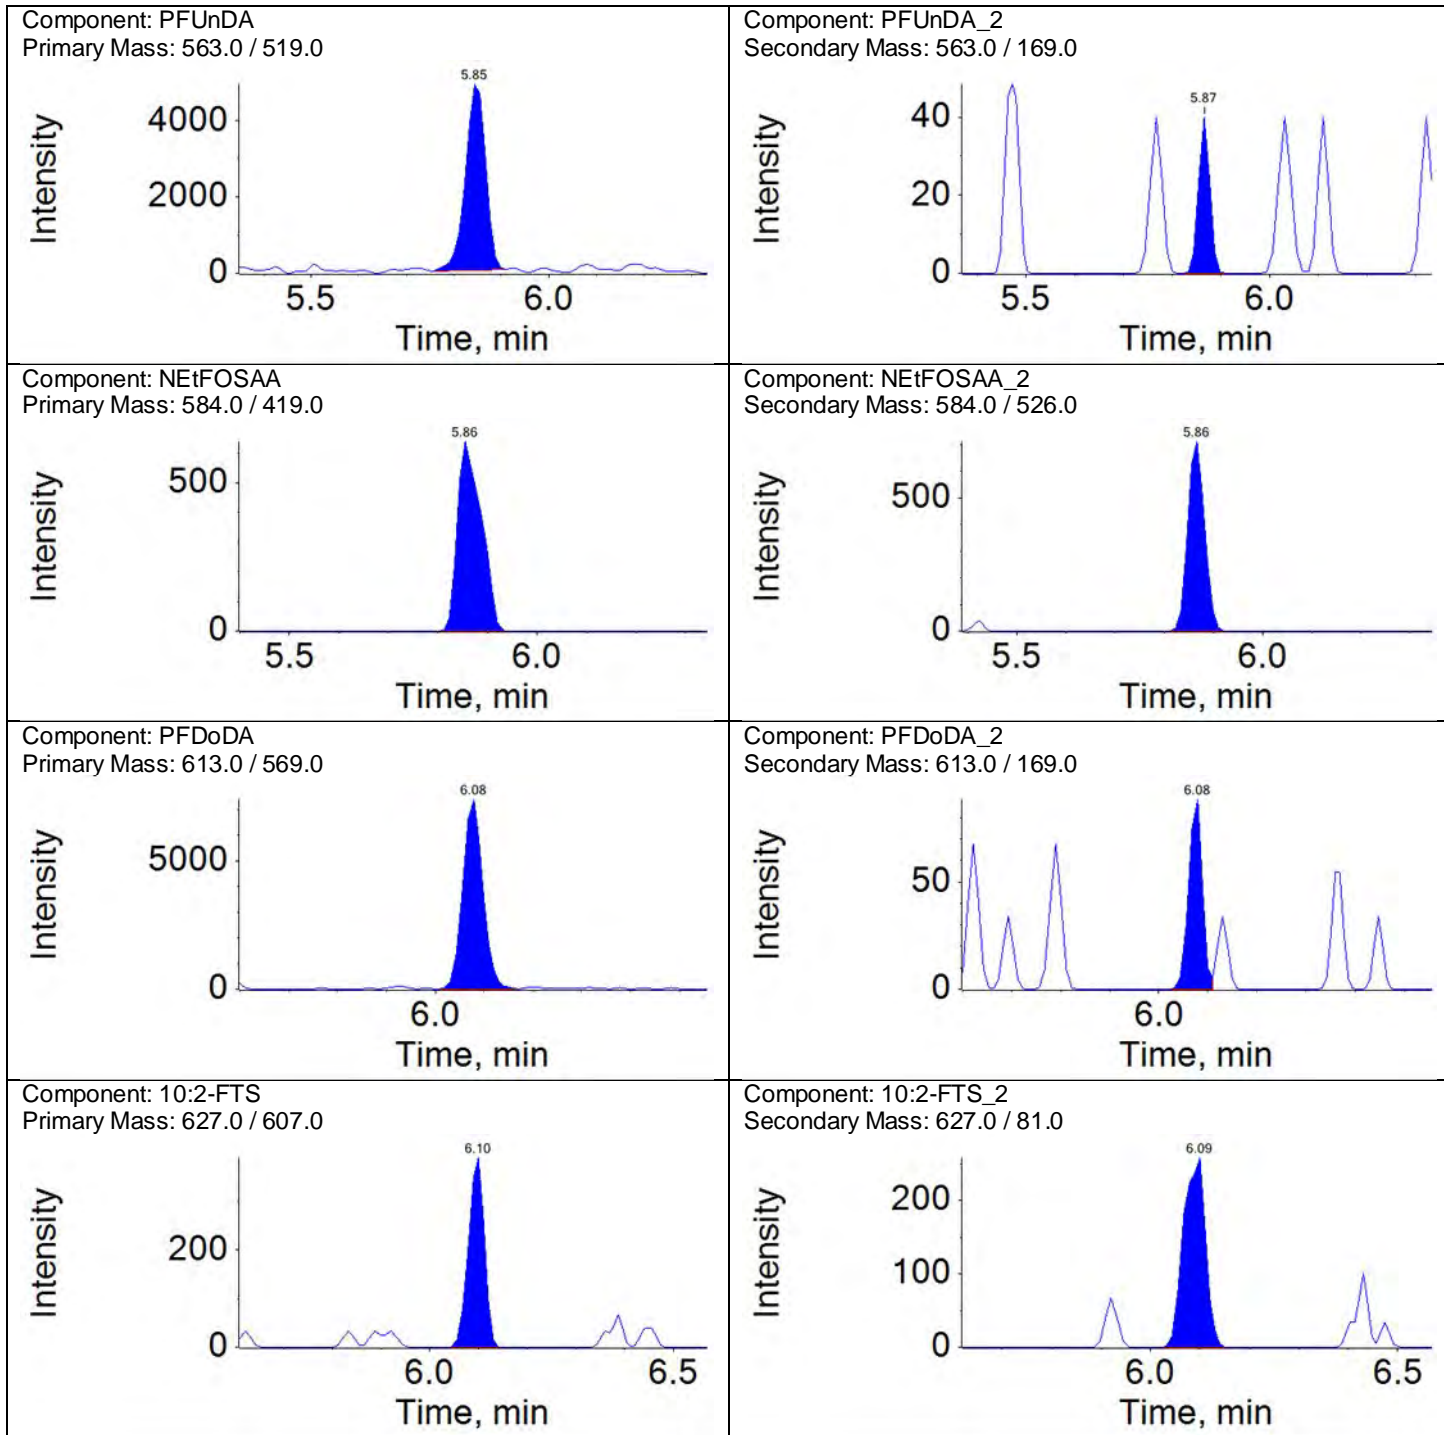 Component: PFUnDA
Primary Mass: 563.0 / 519.0
5.85
Intensity
4000
2000
0
5.5 6.0
Time, min
Component: PFUnDA_2
Secondary Mass: 563.0 / 169.0
5.87
Intensity
40
20
0
5.5 6.0
Time, min
Component: NEtFOSAA
Primary Mass: 584.0 / 419.0
5.86
Intensity
500
0
5.5 6.0
Time, min
Component: NEtFOSAA_2
Secondary Mass: 584.0 / 526.0
5.86
Intensity
500
0
5.5 6.0
Time, min
Component: PFDoDA
Primary Mass: 613.0 / 569.0
6.08
Intensity
5000
0
6.0
Time, min
Component: PFDoDA_2
Secondary Mass: 613.0 / 169.0
6.08
Intensity
50
0
6.0
Time, min
Component: 10:2-FTS
Primary Mass: 627.0 / 607.0
6.10
Intensity
200
0
6.0 6.5
Time, min
Component: 10:2-FTS_2
Secondary Mass: 627.0 / 81.0
6.09
Intensity
200
100
0
6.0 6.5
Time, min